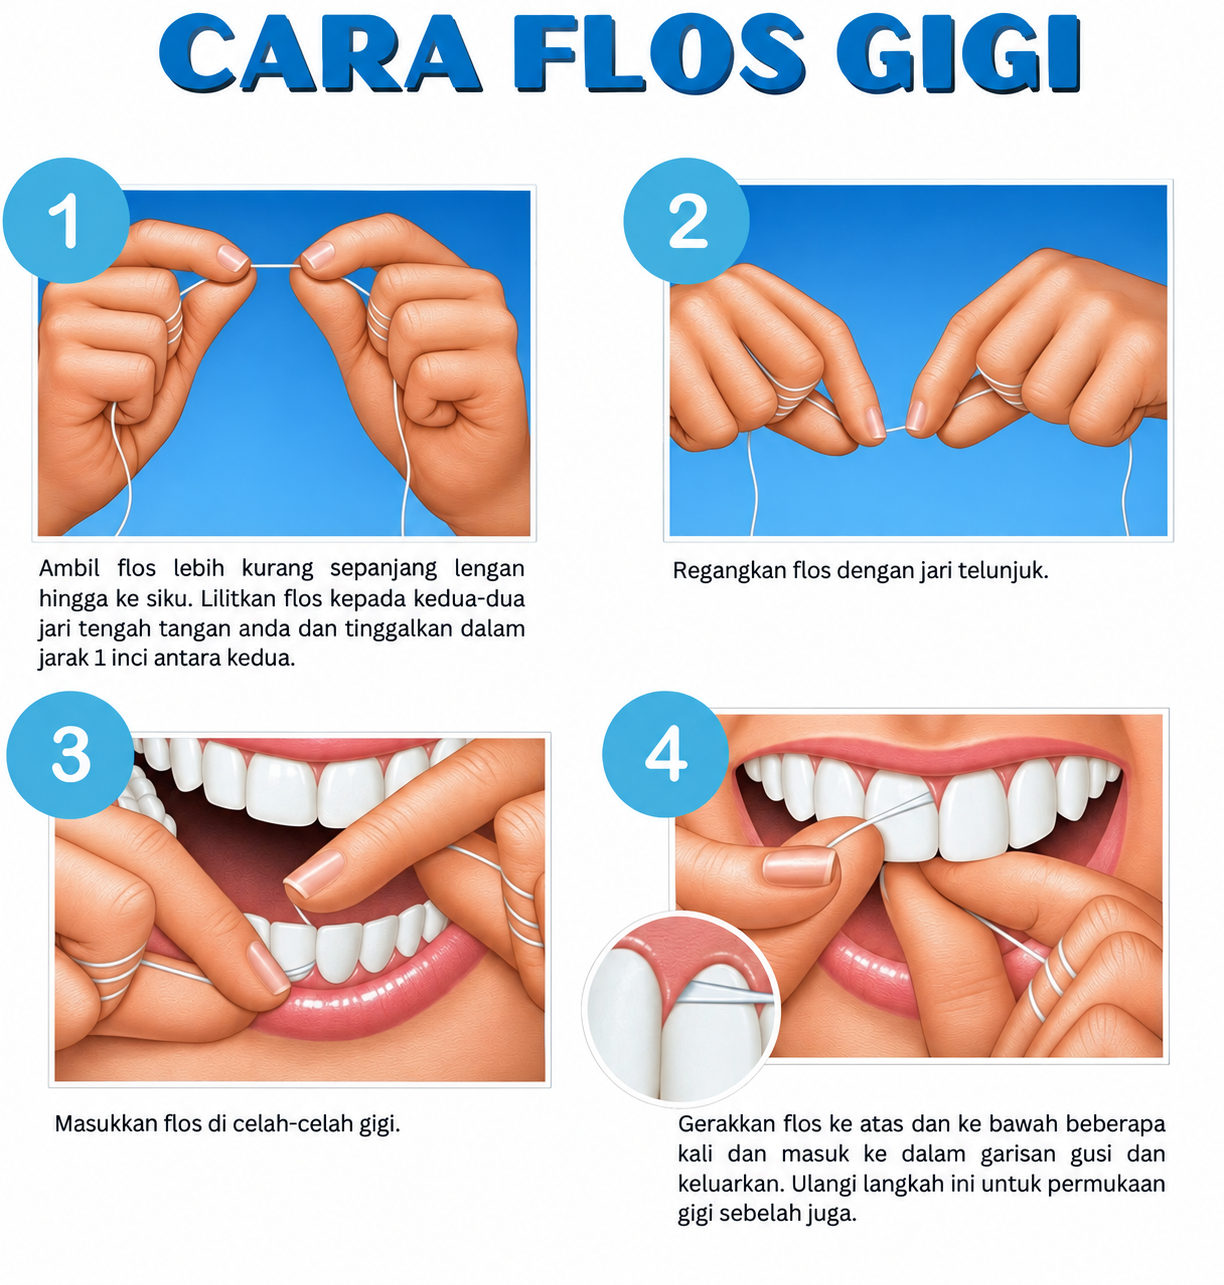 CARA FLOS GIGI
1
Ambil flos lebih kurang sepanjang lengan
hingga ke siku. Lilitkan flos kepada kedua-dua
jari tengah tangan anda dan tinggalkan dalam
jarak 1 inci antara kedua.
2
Regangkan flos dengan jari telunjuk.
3
Masukkan flos di celah-celah gigi.
4
Gerakkan flos ke atas dan ke bawah beberapa
kali dan masuk ke dalam garisan gusi dan
keluarkan. Ulangi langkah ini untuk permukaan
gigi sebelah juga.